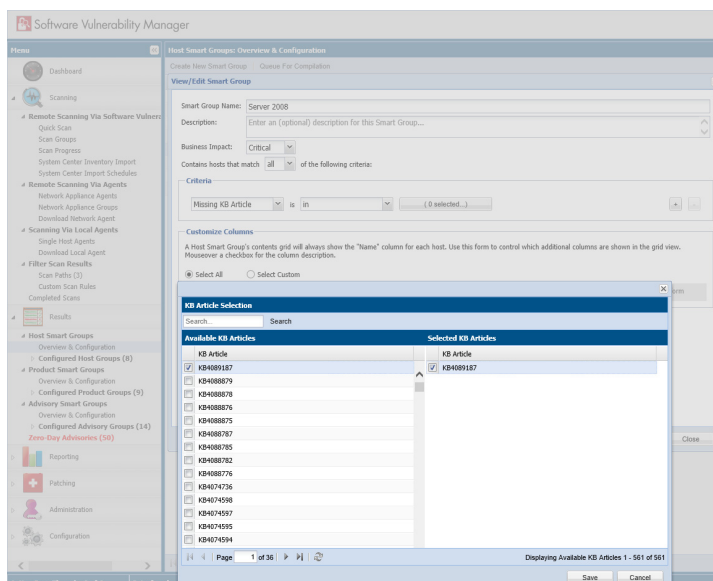 Software Vulnerability Manager
Menu
Dashboard
Scanning
Remote Scanning Via Software Vulnera
Quick Scan
Scan Groups
Scan Progress
System Center Inventory Import
System Center Import Schedules
Remote Scanning Via Agents
Network Appliance Agents
Network Appliance Groups
Download Network Agent
Scanning Via Local Agents
Single Host Agents
Download Local Agent
Filter Scan Results
Scan Paths (3)
Custom Scan Rules
Completed Scans
Results
Host Smart Groups
Overview & Configuration
Configured Host Groups (8)
Product Smart Groups
Overview & Configuration
Configured Product Groups (9)
Advisory Smart Groups
Overview & Configuration
Configured Advisory Groups (14)
Zero-Day Advisories (50)
Reporting
Patching
Administration
Configuration
Host Smart Groups: Overview & Configuration
Create New Smart Group Queue For Compilation
View/Edit Smart Group
Smart Group Name: Server 2008
Description: Enter an (optional) description for this Smart Group...
Business Impact: Critical
Contains hosts that match all of the following criteria:
Criteria
Missing KB Article is in ( 0 selected...) + -
Customize Columns
A Host Smart Group's contents grid will always show the "Name" column for each host. Use this form to control which additional columns are shown in the grid view.
Mouseover a checkbox for the column description.
Select All Select Custom
orm
Close
KB Article Selection
Search... Search
Available KB Articles
KB Article
KB4089187
KB4088879
KB4088878
KB4088876
KB4088875
KB4088787
KB4088785
KB4088782
KB4088776
KB4074736
KB4074598
KB4074597
KB4074595
KB4074594
Selected KB Articles
KB Article
KB4089187
Page 1 of 36
Displaying Available KB Articles 1 - 561 of 561
Save Cancel